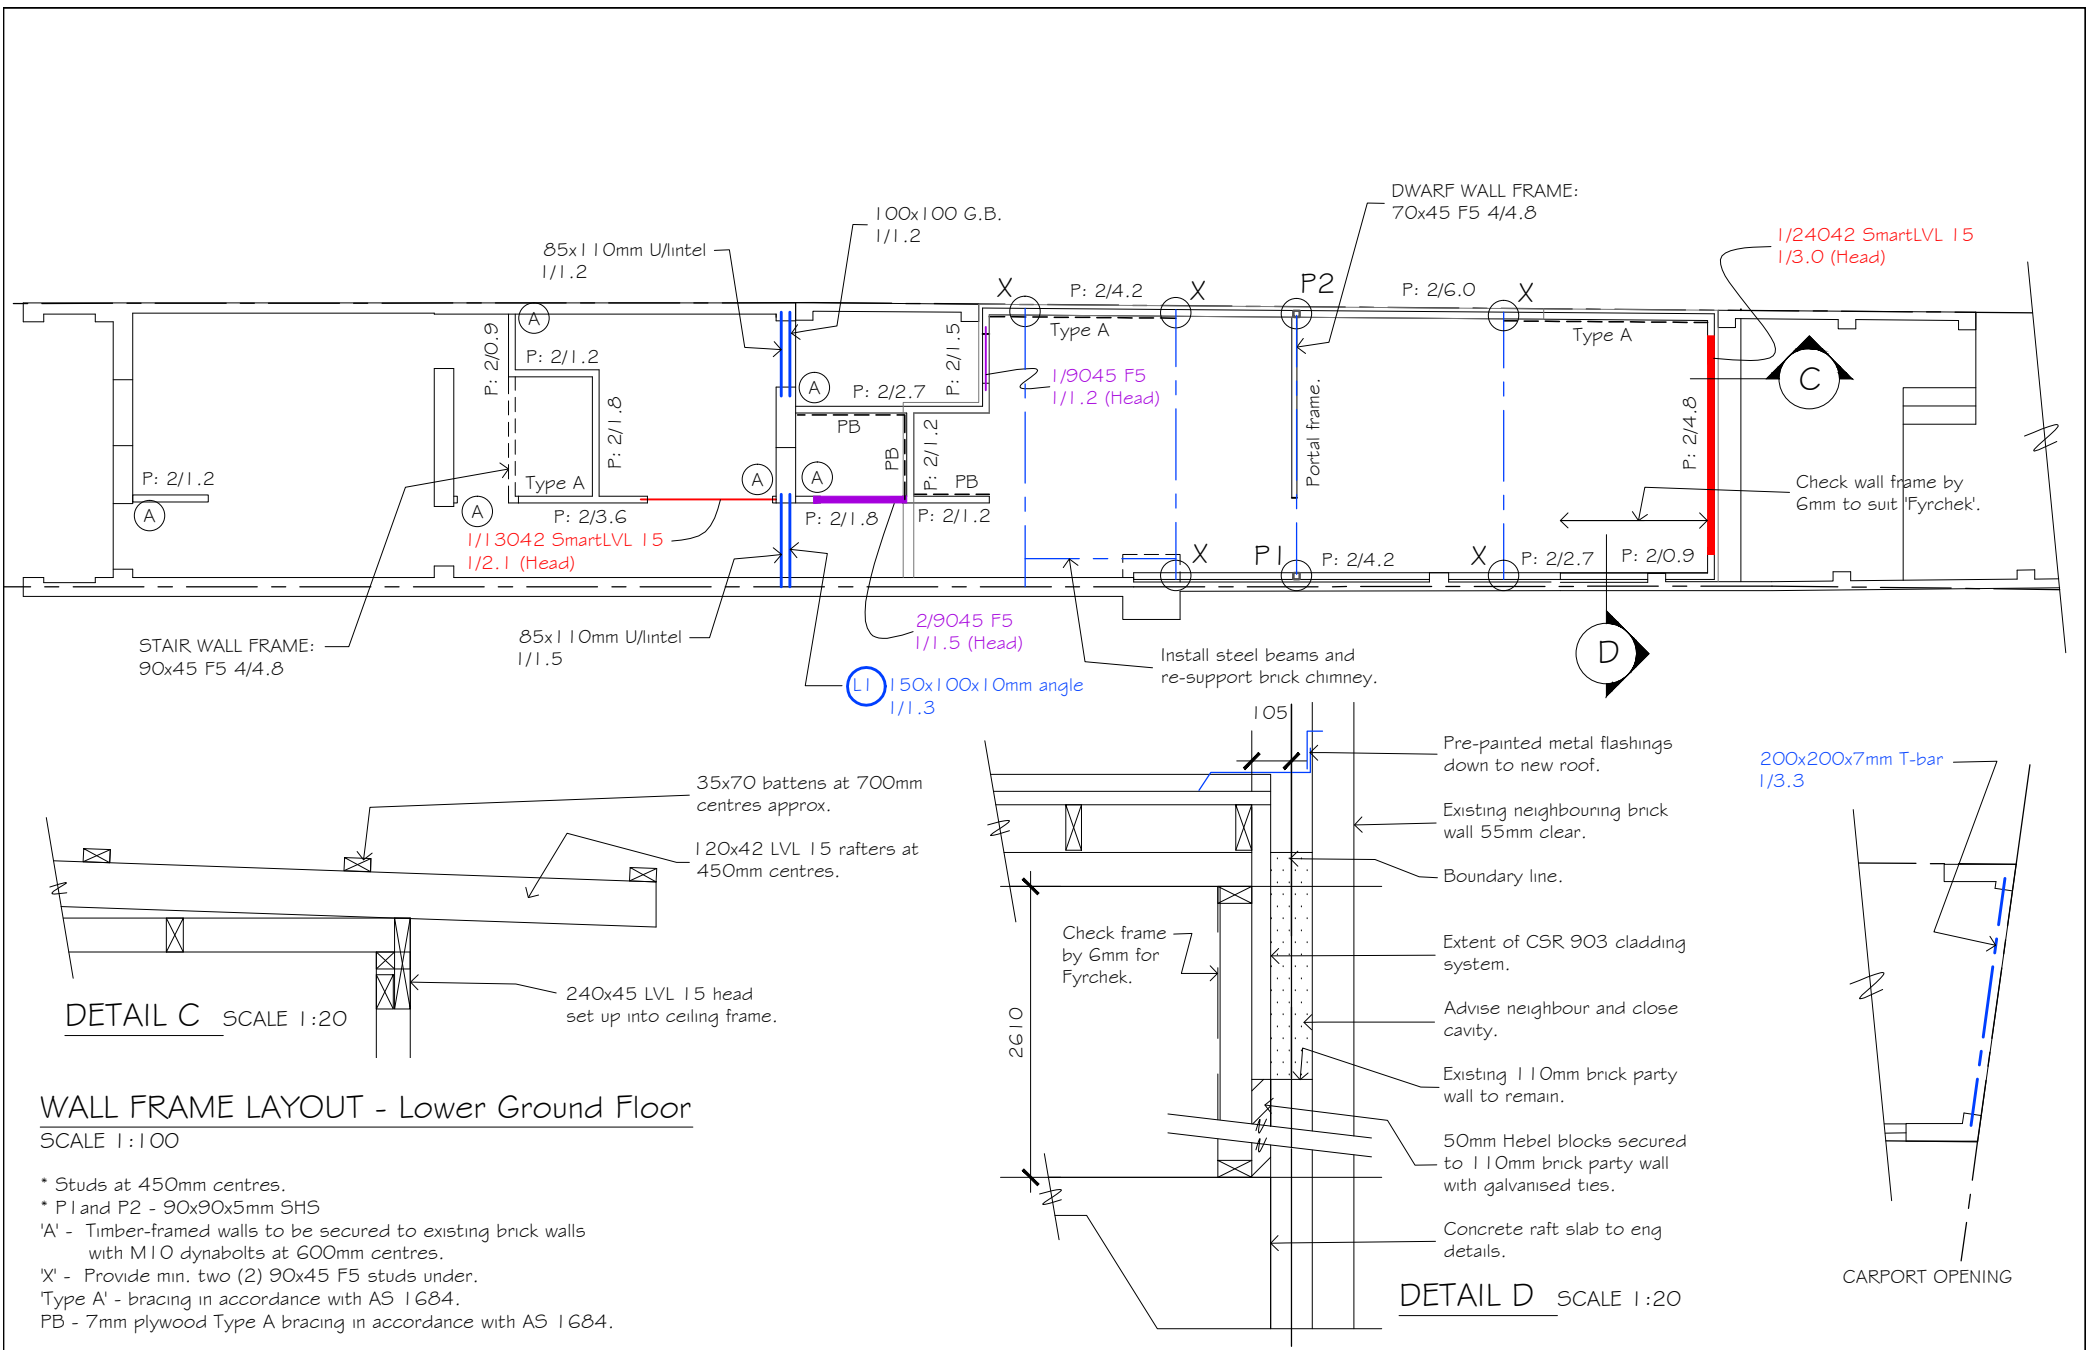 DWARF WALL FRAME:
70x45 F5 4/4.8
100x100 G.B.
1/1.2
85x110mm U/lintel
1/1.2
1/24042 SmartLVL 15
1/3.0 (Head)
X
P: 2/4.2
X
P2
P: 2/6.0
X
A
P: 2/0.9
P: 2/1.2
P: 2/1.5
Type A
Type A
1/9045 F5
1/1.2 (Head)
C
A
P: 2/2.7
PB
P: 2/1.8
PB
P: 2/1.2
Portal frame.
P: 2/4.8
P: 2/1.2
A
Type A
A
A
PB
Check wall frame by
6mm to suit 'Fyrchek'.
A
P: 2/3.6
P: 2/1.8
P: 2/1.2
1/13042 SmartLVL 15
1/2.1 (Head)
X
P1
P: 2/4.2
X
P: 2/2.7
P: 2/0.9
STAIR WALL FRAME:
90x45 F5 4/4.8
85x110mm U/lintel
1/1.5
2/9045 F5
1/1.5 (Head)
L1
150x100x10mm angle
1/1.3
Install steel beams and
re-support brick chimney.
D
35x70 battens at 700mm
centres approx.
120x42 LVL 15 rafters at
450mm centres.
240x45 LVL 15 head
set up into ceiling frame.
DETAIL C SCALE 1:20
105
Pre-painted metal flashings
down to new roof.
Existing neighbouring brick
wall 55mm clear.
Boundary line.
Check frame
by 6mm for
Fyrchek.
Extent of CSR 903 cladding
system.
Advise neighbour and close
cavity.
2610
Existing 110mm brick party
wall to remain.
50mm Hebel blocks secured
to 110mm brick party wall
with galvanised ties.
Concrete raft slab to eng
details.
DETAIL D SCALE 1:20
200x200x7mm T-bar
1/3.3
CARPORT OPENING
WALL FRAME LAYOUT - Lower Ground Floor
SCALE 1:100
* Studs at 450mm centres.
* P1and P2 - 90x90x5mm SHS
'A' - Timber-framed walls to be secured to existing brick walls
with M10 dynabolts at 600mm centres.
'X' - Provide min. two (2) 90x45 F5 studs under.
'Type A' - bracing in accordance with AS 1684.
PB - 7mm plywood Type A bracing in accordance with AS 1684.